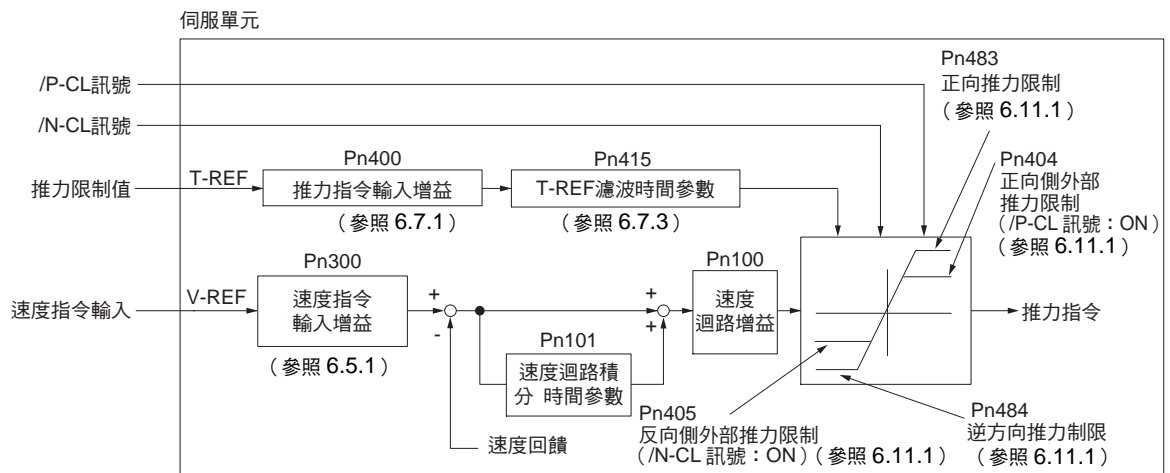 伺服單元
/P-CL訊號
/N-CL訊號
推力限制值
T-REF
Pn400
推力指令輸入增益
(參照 6.7.1)
Pn415
T-REF濾波時間參數
(參照 6.7.3)
Pn483
正向推力限制
(參照 6.11.1)
Pn404
正向側外部
推力限制
(/P-CL 訊號:ON)
(參照 6.11.1)
速度指令輸入
V-REF
Pn300
速度指令
輸入增益
(參照 6.5.1)
+
-
Pn101
速度迴路積
分 時間參數
速度回饋
+
+
Pn100
速度
迴路增益
推力指令
Pn405
反向側外部推力限制
(/N-CL 訊號:ON)(參照 6.11.1)
Pn484
逆方向推力制限
(參照 6.11.1)